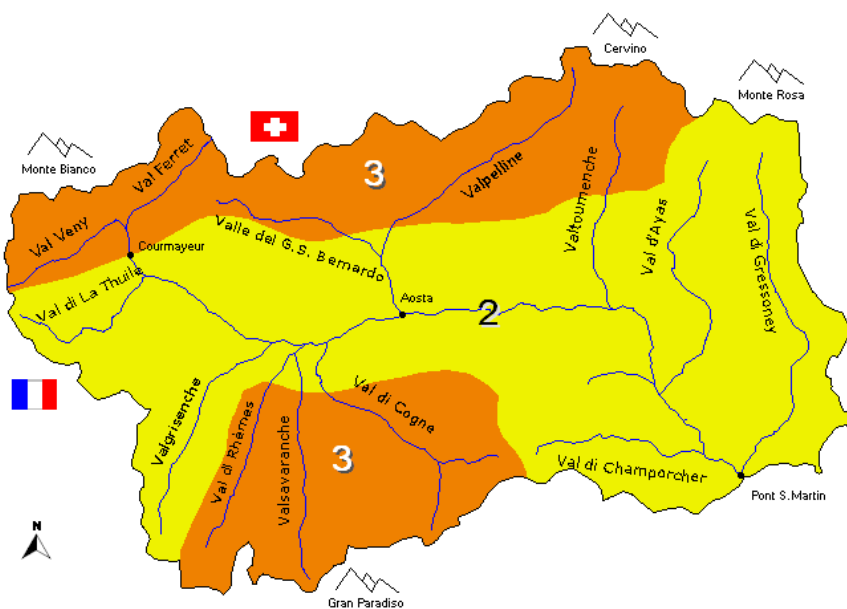 Cervino
Monte Rosa
Monte Bianco
Val Ferret
3
Valpelline
Valtournenche
Val Veny
Courmayeur
Valle del G.S. Bernardo
Val d'Ayas
Val di Gressoney
Val di La Thuile
Aosta
2
Valgrisenche
Val di Rhèmes
Valsavaranche
Val di Cogne
3
Val di Champorcher
Pont S.Martin
N
Gran Paradiso